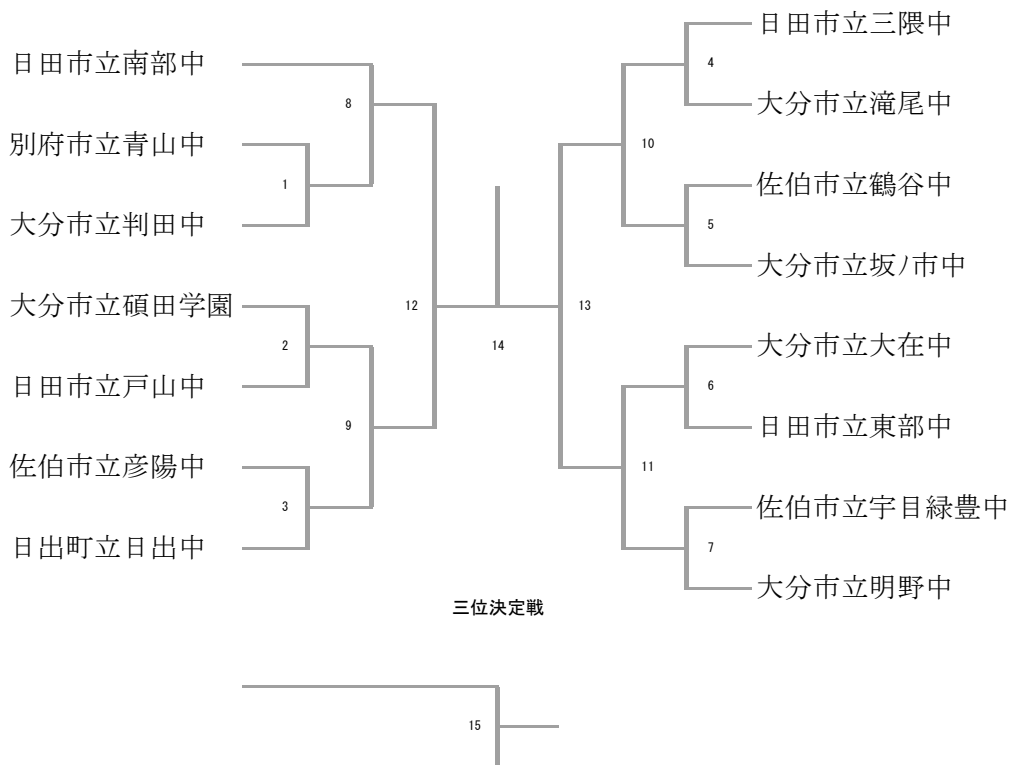 日田市立南部中
8
別府市立青山中
1
大分市立判田中
大分市立碩田学園
2
日田市立戸山中
9
佐伯市立彦陽中
3
日出町立日出中
12
14
13
日田市立三隈中
4
大分市立滝尾中
10
佐伯市立鶴谷中
5
大分市立坂ノ市中
大分市立大在中
6
日田市立東部中
11
佐伯市立宇目緑豊中
7
大分市立明野中
三位決定戦
15